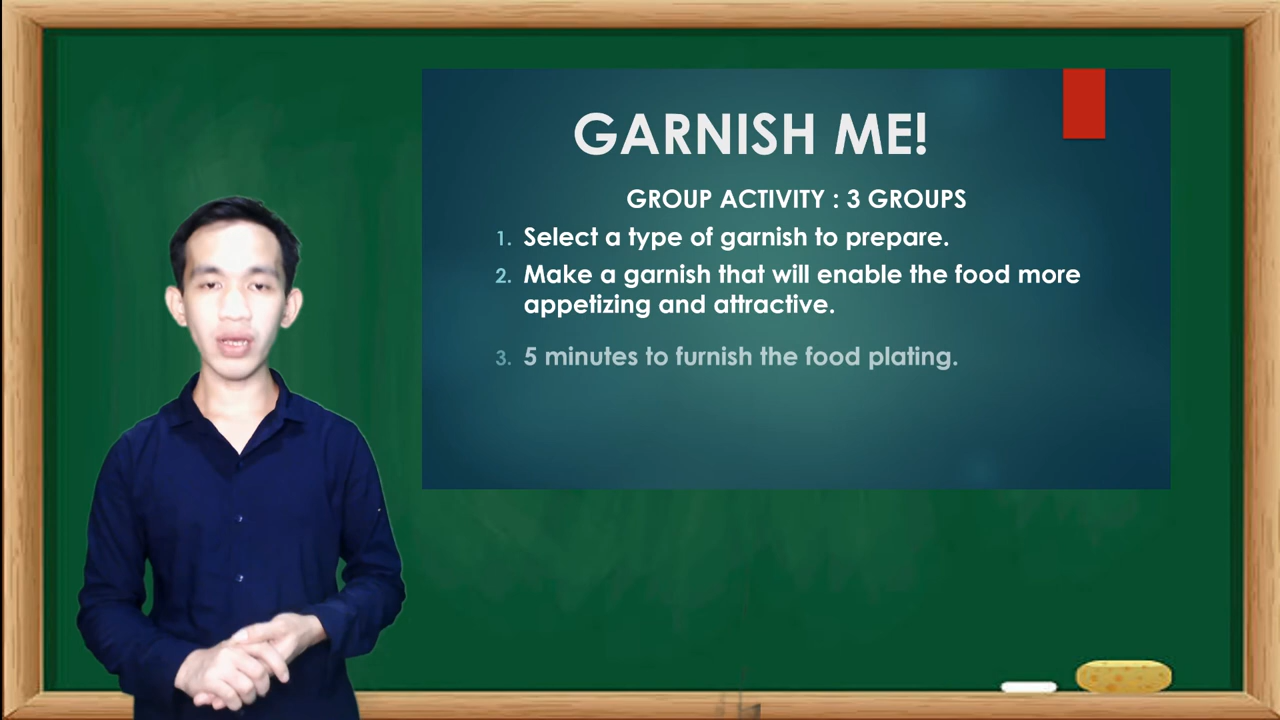 GARNISH ME!
GROUP ACTIVITY : 3 GROUPS
1. Select a type of garnish to prepare.
2. Make a garnish that will enable the food more
appetizing and attractive.
3. 5 minutes to furnish the food plating.